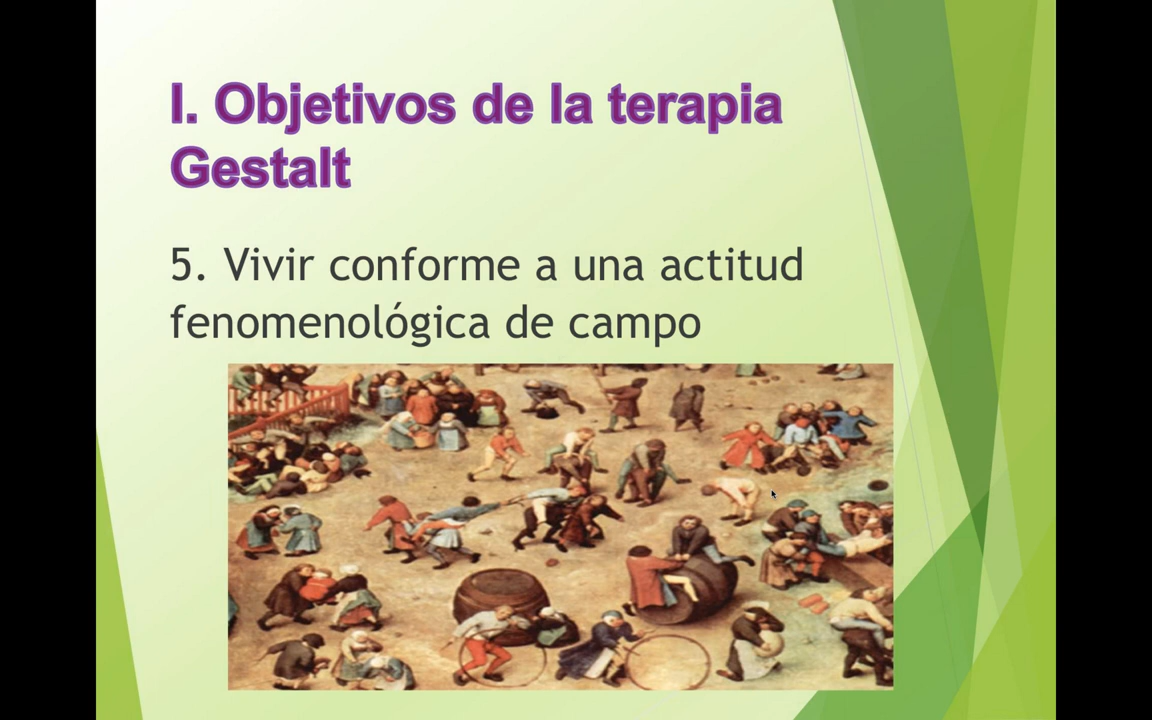 I. Objetivos de la terapia
Gestalt
5. Vivir conforme a una actitud
fenomenológica de campo